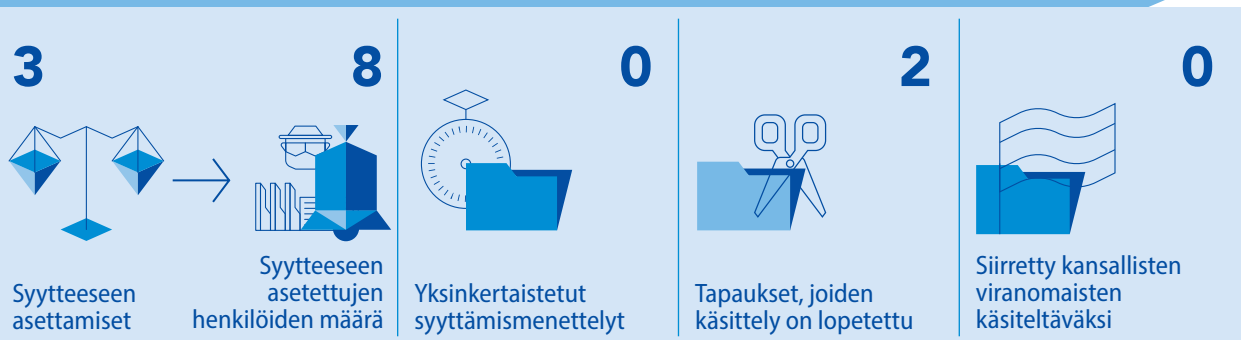 3
Syytteeseen
asettamiset
8
Syytteeseen
asetettujen
henkilöiden määrä
0
Yksinkertaistetut
syyttämismenettelyt
2
Tapaukset, joiden
käsittely on lopetettu
0
Siirretty kansallisten
viranomaisten
käsiteltäväksi